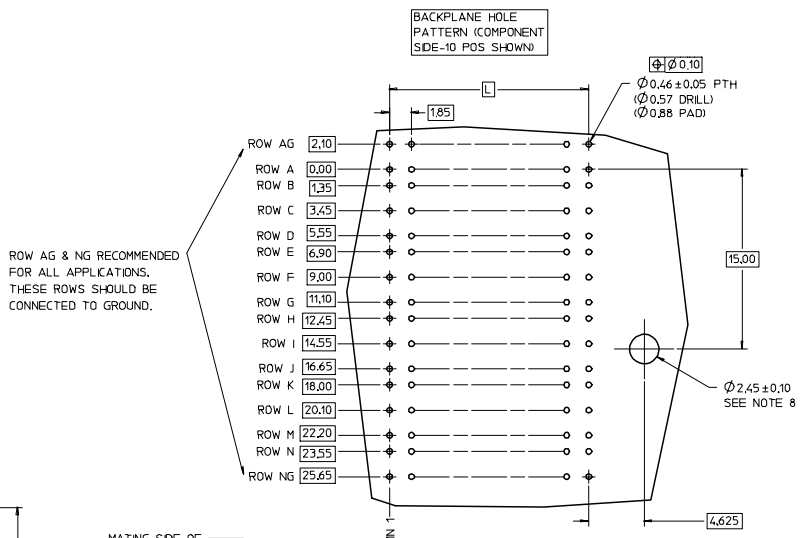 BACKPLANE HOLE
PATTERN (COMPONENT
SIDE-10 POS SHOWN)
⌖ Ø 0.10
L
Ø0.46±0.05 PTH
(Ø0.57 DRILL)
(Ø0.88 PAD)
1.85
ROW AG 2.10
ROW A 0.00
ROW B 1.35
ROW C 3.45
ROW D 5.55
ROW E 6.90
ROW F 9.00
ROW G 11.10
ROW H 12.45
ROW I 14.55
ROW J 16.65
ROW K 18.00
ROW L 20.10
ROW M 22.20
ROW N 23.55
ROW NG 25.65
ROW AG & NG RECOMMENDED
FOR ALL APPLICATIONS.
THESE ROWS SHOULD BE
CONNECTED TO GROUND.
15.00
Ø2.45±0.10
SEE NOTE 8
4.625
IN 1
MATING SIDE OF